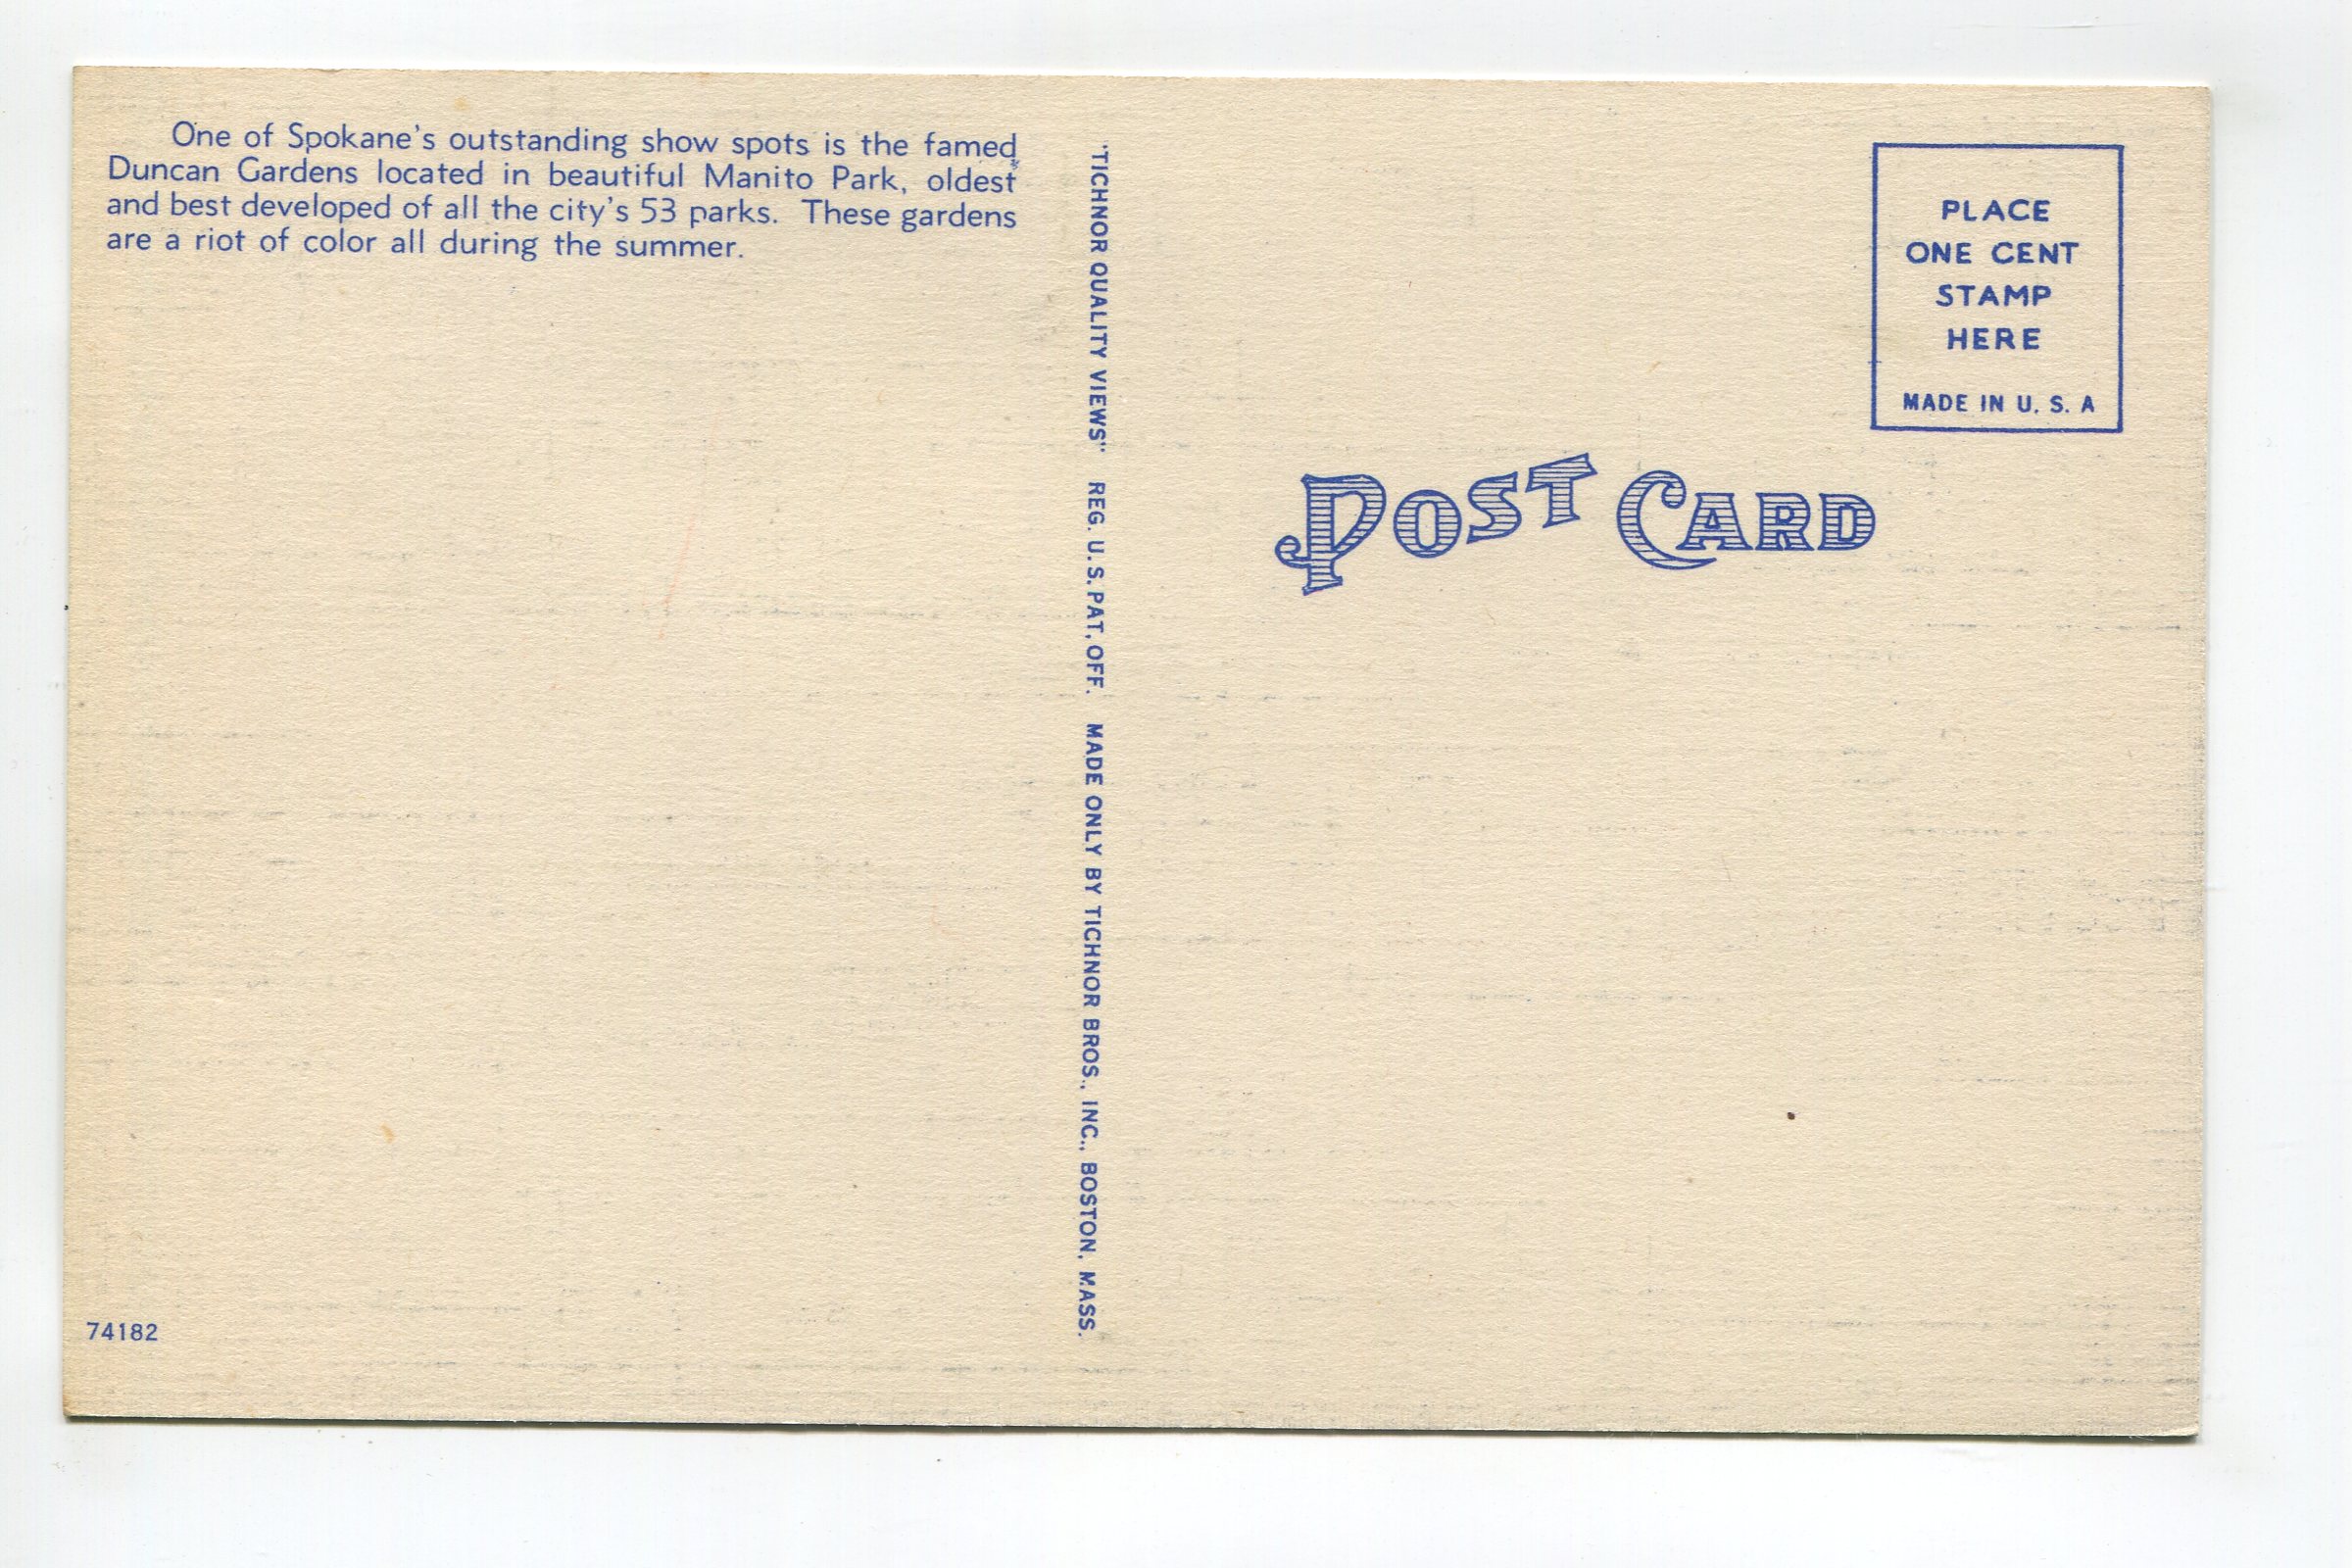 One of Spokane's outstanding show spots is the famed
Duncan Gardens located in beautiful Manito Park, oldest
and best developed of all the city's 53 parks. These gardens
are a riot of color all during the summer.
74182
"TICHNOR QUALITY VIEWS" REG. U. S. PAT. OFF. MADE ONLY BY TICHNOR BROS., INC., BOSTON, MASS.
PLACE
ONE CENT
STAMP
HERE
MADE IN U. S. A
POST CARD